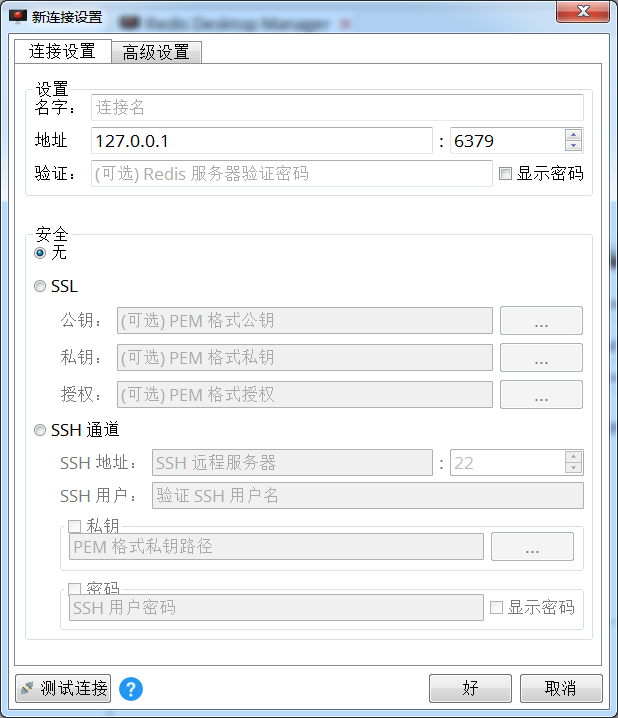 新连接设置
Redis Desktop Manager
连接设置 高级设置
设置
名字： 连接名
地址 127.0.0.1 : 6379
验证： (可选) Redis 服务器验证密码 显示密码
安全
无
SSL
公钥： (可选) PEM 格式公钥 ...
私钥： (可选) PEM 格式私钥 ...
授权： (可选) PEM 格式授权 ...
SSH 通道
SSH 地址： SSH 远程服务器 : 22
SSH 用户： 验证 SSH 用户名
私钥
PEM 格式私钥路径 ...
密码
SSH 用户密码 显示密码
测试连接 ? 好 取消